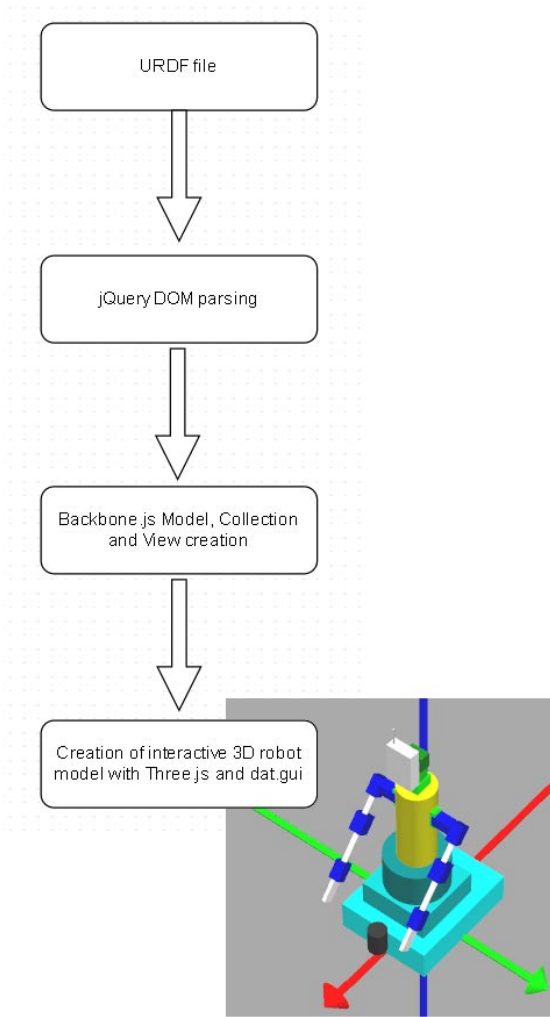 URDF file
jQuery DOM parsing
Backbone.js Model, Collection
and View creation
Creation of interactive 3D robot
model with Three.js and dat.gui